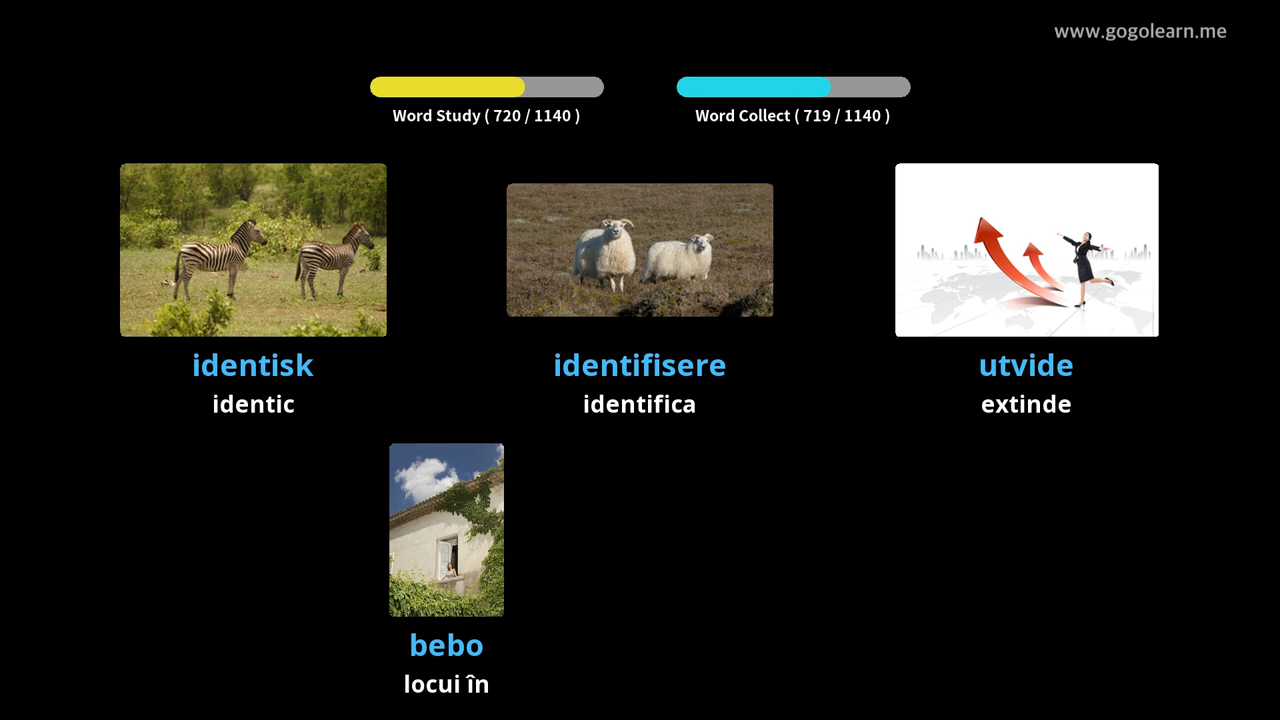 www.gogolearn.me
Word Study ( 720 / 1140 )
Word Collect ( 719 / 1140 )
identisk
identific
identifisere
identifica
utvide
extinde
bebo
locui în